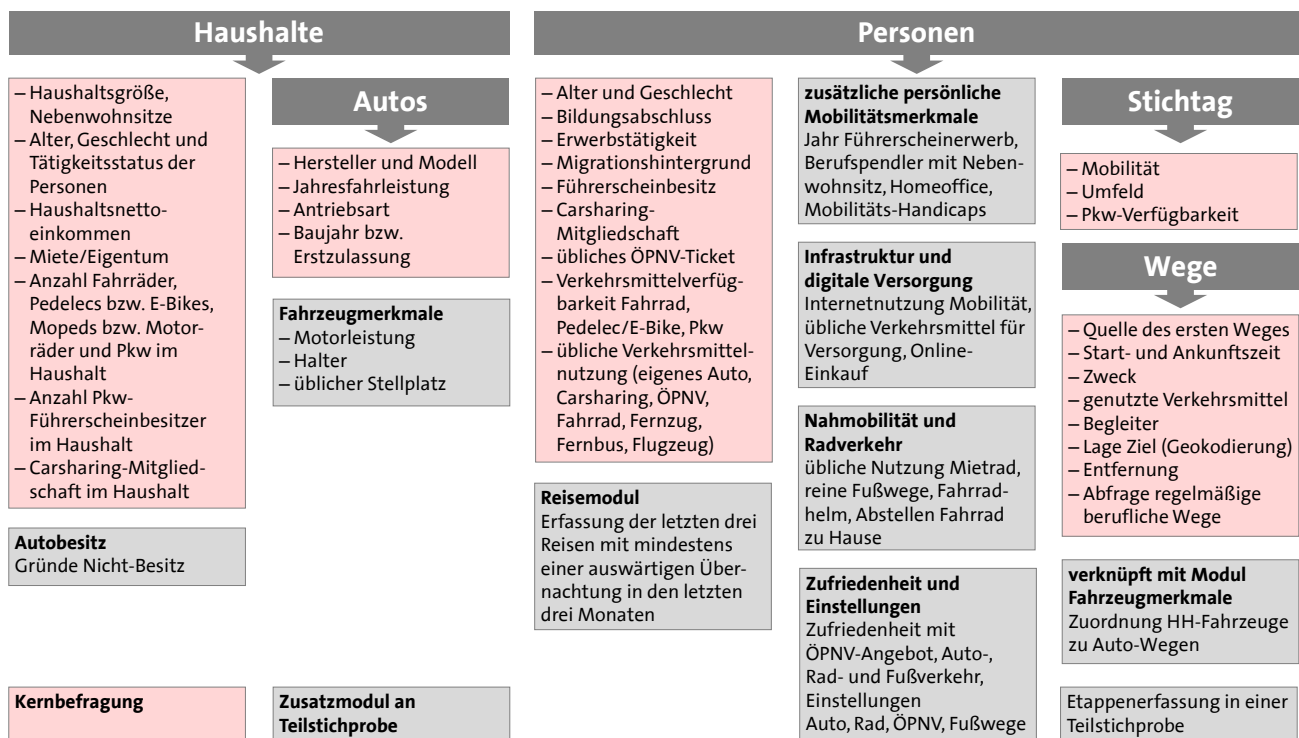 Haushalte
– Haushaltsgröße,
Nebenwohnsitze
– Alter, Geschlecht und
Tätigkeitsstatus der
Personen
– Haushaltsnetto-
einkommen
– Miete/Eigentum
– Anzahl Fahrräder,
Pedelecs bzw. E-Bikes,
Mopeds bzw. Motor-
räder und Pkw im
Haushalt
– Anzahl Pkw-
Führerscheinbesitzer
im Haushalt
– Carsharing-Mitglied-
schaft im Haushalt
Autobesitz
Gründe Nicht-Besitz
Autos
– Hersteller und Modell
– Jahresfahrleistung
– Antriebsart
– Baujahr bzw.
Erstzulassung
Fahrzeugmerkmale
– Motorleistung
– Halter
– üblicher Stellplatz
Personen
– Alter und Geschlecht
– Bildungsabschluss
– Erwerbstätigkeit
– Migrationshintergrund
– Führerscheinbesitz
– Carsharing-
Mitgliedschaft
– übliches ÖPNV-Ticket
– Verkehrsmittelverfüg-
barkeit Fahrrad,
Pedelec/E-Bike, Pkw
– übliche Verkehrsmittel-
nutzung (eigenes Auto,
Carsharing, ÖPNV,
Fahrrad, Fernzug,
Fernbus, Flugzeug)
Reisemodul
Erfassung der letzten drei
Reisen mit mindestens
einer auswärtigen Über-
nachtung in den letzten
drei Monaten
zusätzliche persönliche
Mobilitätsmerkmale
Jahr Führerscheinerwerb,
Berufspendler mit Neben-
wohnsitz, Homeoffice,
Mobilitäts-Handicaps
Infrastruktur und
digitale Versorgung
Internetnutzung Mobilität,
übliche Verkehrsmittel für
Versorgung, Online-
Einkauf
Nahmobilität und
Radverkehr
übliche Nutzung Mietrad,
reine Fußwege, Fahrrad-
helm, Abstellen Fahrrad
zu Hause
Zufriedenheit und
Einstellungen
Zufriedenheit mit
ÖPNV-Angebot, Auto-,
Rad- und Fußverkehr,
Einstellungen
Auto, Rad, ÖPNV, Fußwege
Stichtag
– Mobilität
– Umfeld
– Pkw-Verfügbarkeit
Wege
– Quelle des ersten Weges
– Start- und Ankunftszeit
– Zweck
– genutzte Verkehrsmittel
– Begleiter
– Lage Ziel (Geokodierung)
– Entfernung
– Abfrage regelmäßige
berufliche Wege
verknüpft mit Modul
Fahrzeugmerkmale
Zuordnung HH-Fahrzeuge
zu Auto-Wegen
Etappenerfassung in einer
Teilstichprobe
Kernbefragung
Zusatzmodul an
Teilstichprobe